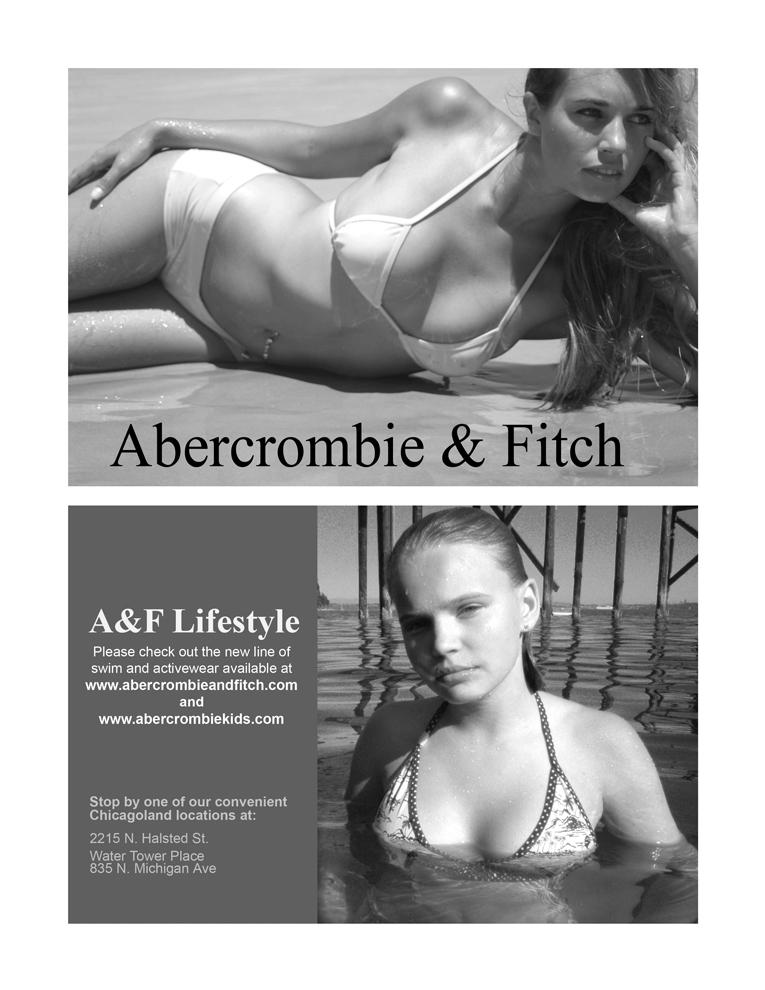 Abercrombie & Fitch
A&F Lifestyle
Please check out the new line of
swim and activewear available at
www.abercrombieandfitch.com
and
www.abercrombiekids.com
Stop by one of our convenient
Chicagoland locations at:
2215 N. Halsted St.
Water Tower Place
835 N. Michigan Ave